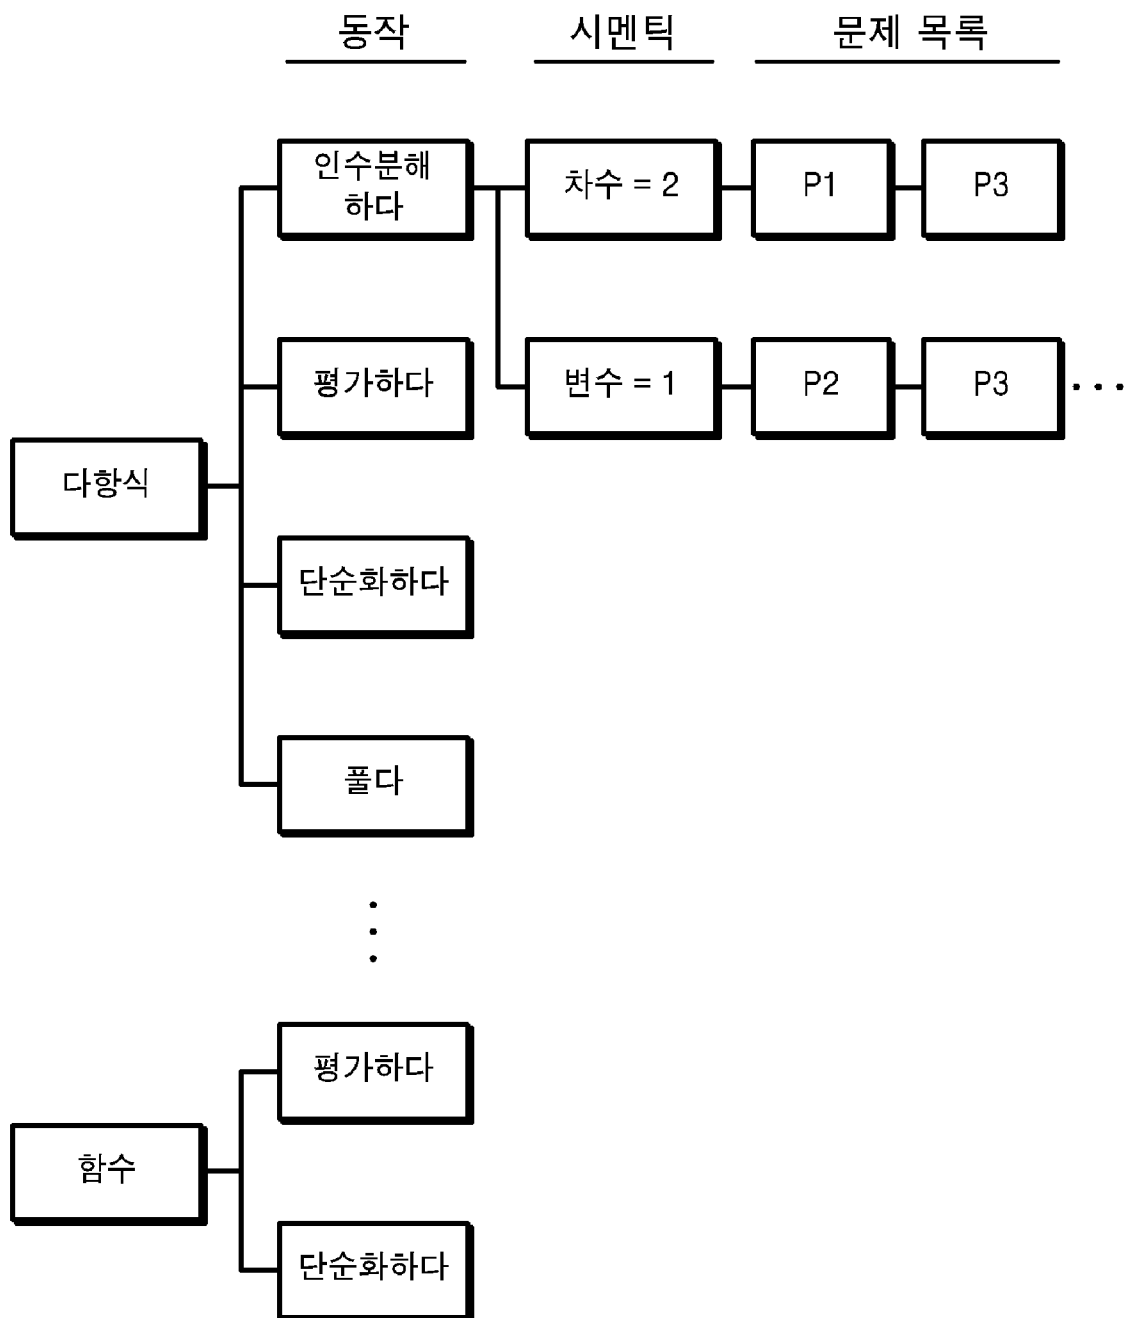 동작 시멘틱 문제 목록
인수분해
하다
차수 = 2
P1
P3
평가하다
변수 = 1
P2
P3
다항식
단순화하다
풀다
평가하다
함수
단순화하다